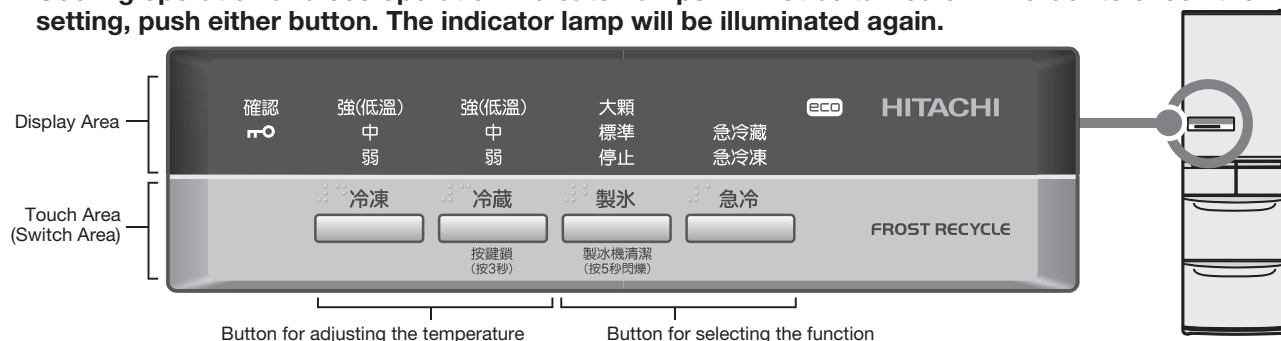 setting, push either button. The indicator lamp will be illuminated again.
Display Area
確認
強(低溫)
中
弱
強(低溫)
中
弱
大顆
標準
停止
急冷藏
急冷凍
eco
HITACHI
Touch Area
(Switch Area)
冷凍
冷蔵
按鍵鎖
(按3秒)
製氷
製冰機清潔
(按5秒閃爍)
急冷
FROST RECYCLE
Button for adjusting the temperature
Button for selecting the function